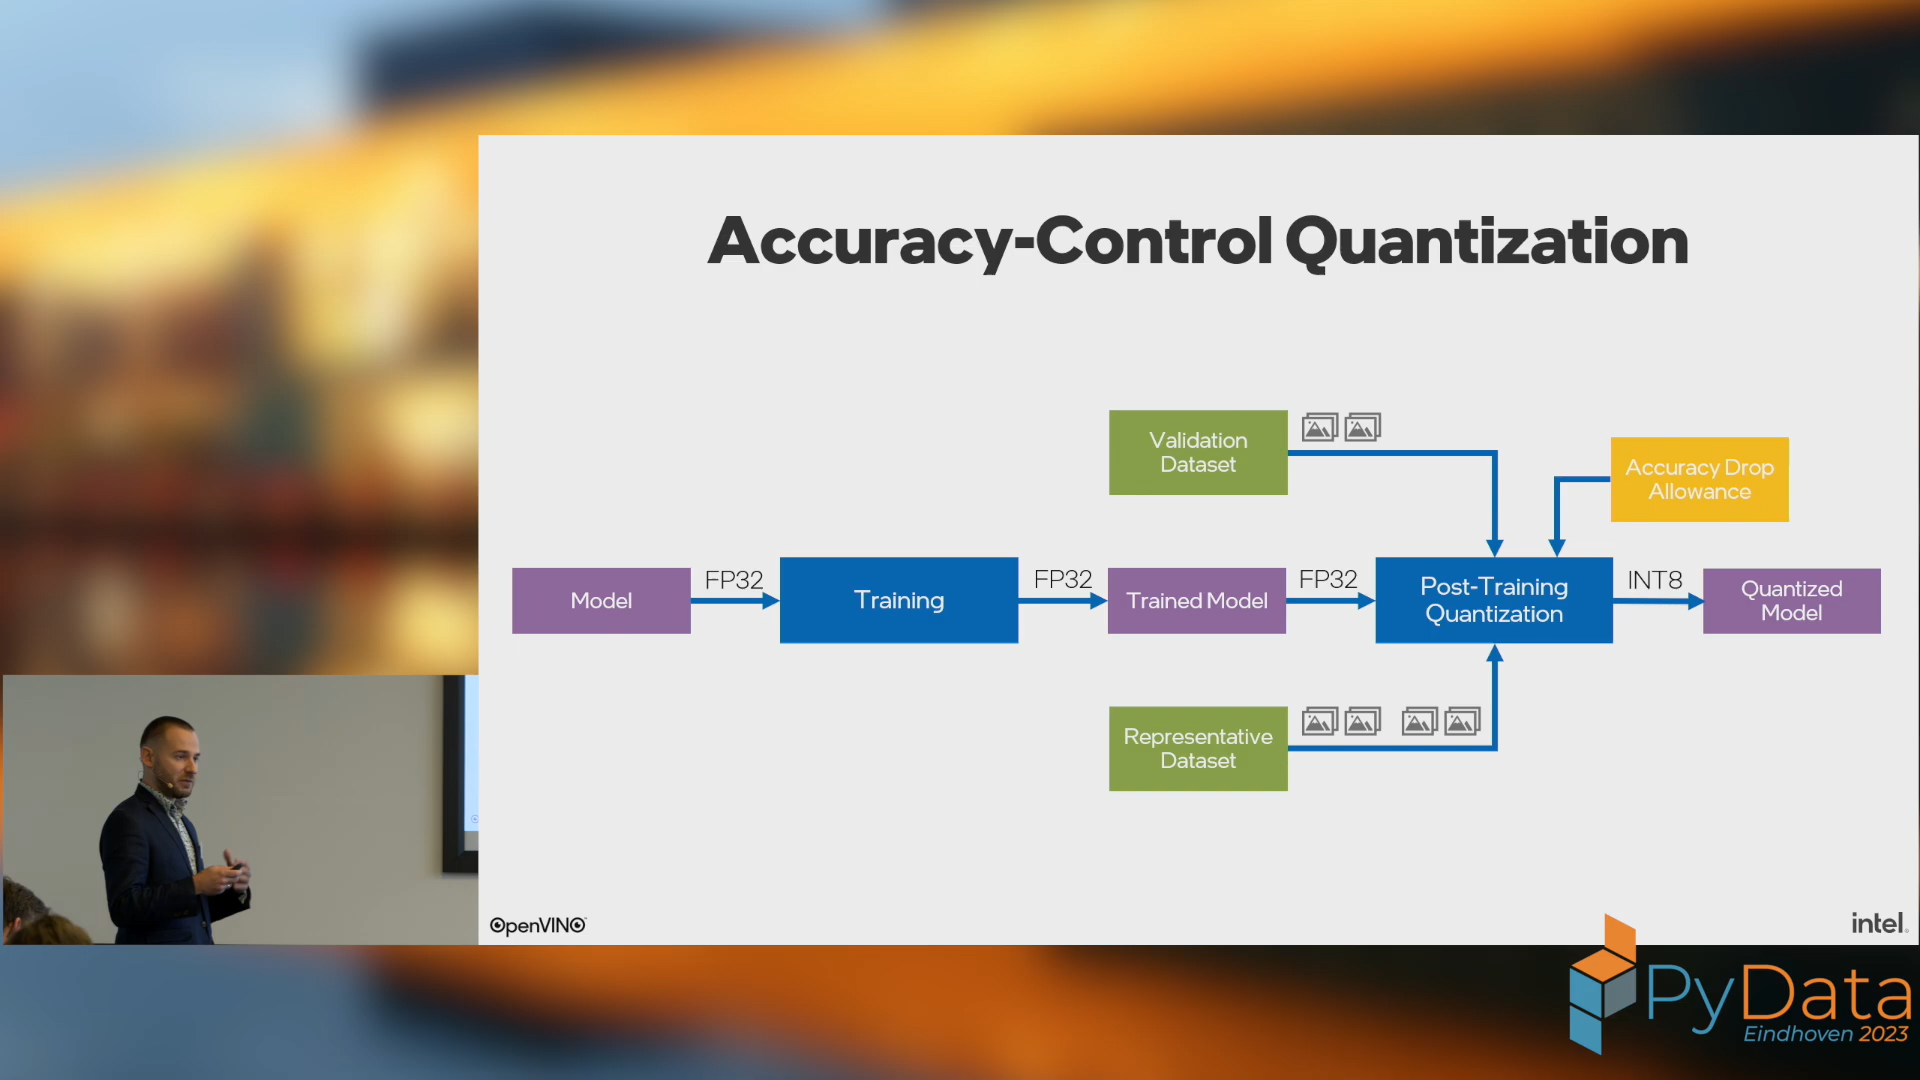 Accuracy-Control Quantization
Validation
Dataset
Accuracy Drop
Allowance
Model
FP32
Training
FP32
Trained Model
FP32
Post-Training
Quantization
INT8
Quantized
Model
Representative
Dataset
OpenVINO
intel.
PyData
Eindhoven 2023